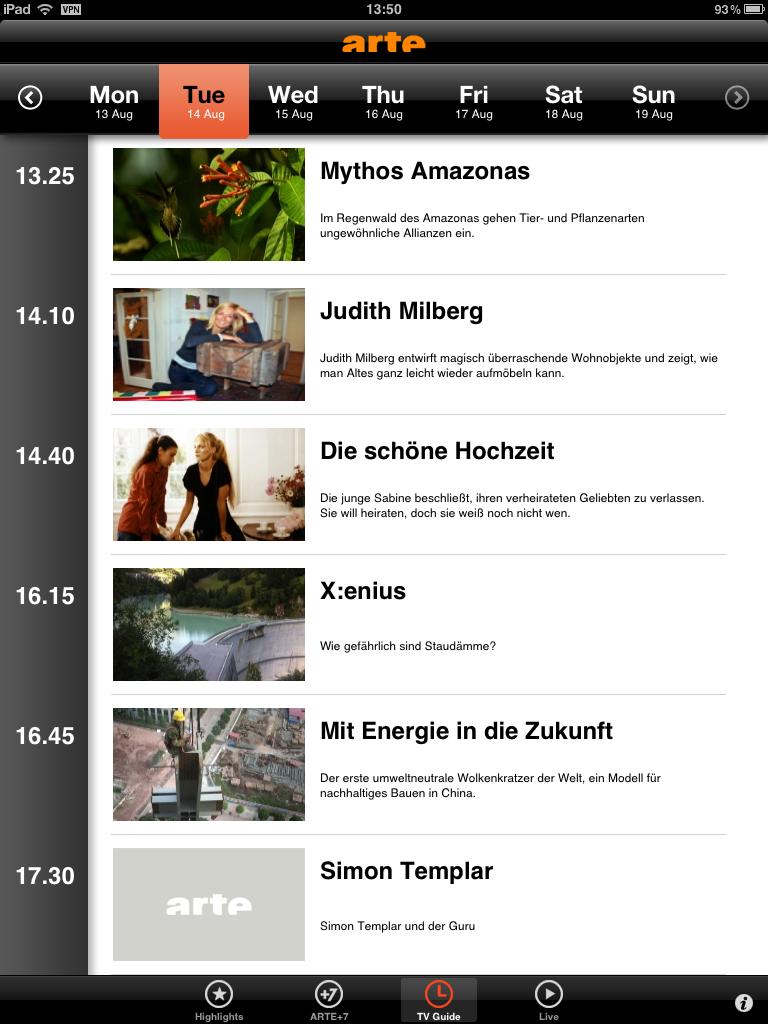 iPad VPN 13:50 93 %
arte
Mon Tue Wed Thu Fri Sat Sun
13 Aug 14 Aug 15 Aug 16 Aug 17 Aug 18 Aug 19 Aug
13.25 Mythos Amazonas
Im Regenwald des Amazonas gehen Tier- und Pflanzenarten
ungewöhnliche Allianzen ein.
14.10 Judith Milberg
Judith Milberg entwirft magisch überraschende Wohnobjekte und zeigt, wie
man Altes ganz leicht wieder aufmöbeln kann.
14.40 Die schöne Hochzeit
Die junge Sabine beschließt, ihren verheirateten Geliebten zu verlassen.
Sie will heiraten, doch sie weiß noch nicht wen.
16.15 X:enius
Wie gefährlich sind Staudämme?
16.45 Mit Energie in die Zukunft
Der erste umweltneutrale Wolkenkratzer der Welt, ein Modell für
nachhaltiges Bauen in China.
17.30 Simon Templar
arte
Simon Templar und der Guru
+7
Highlights ARTE+7 TV Guide Live